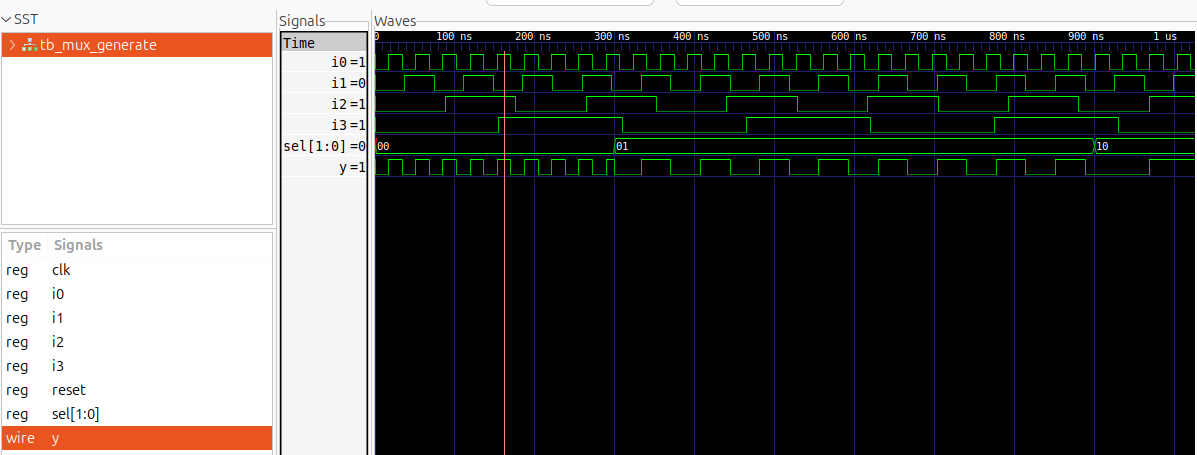 SST
tb_mux_generate
Type Signals
reg clk
reg i0
reg i1
reg i2
reg i3
reg reset
reg sel[1:0]
wire y
Signals
Time
i0 =1
i1 =0
i2 =1
i3 =1
sel[1:0] =0
y =1
Waves
0 100 ns 200 ns 300 ns 400 ns 500 ns 600 ns 700 ns 800 ns 900 ns 1 us
00 01 10